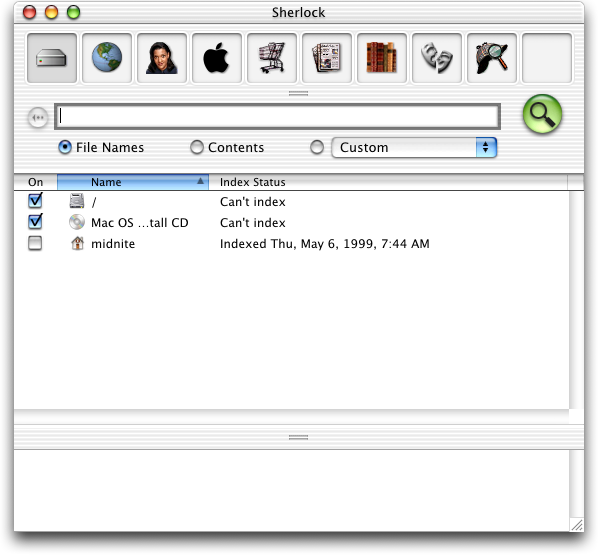 Sherlock
File Names Contents Custom
On Name Index Status
/ Can't index
Mac OS ...tall CD Can't index
midnite Indexed Thu, May 6, 1999, 7:44 AM